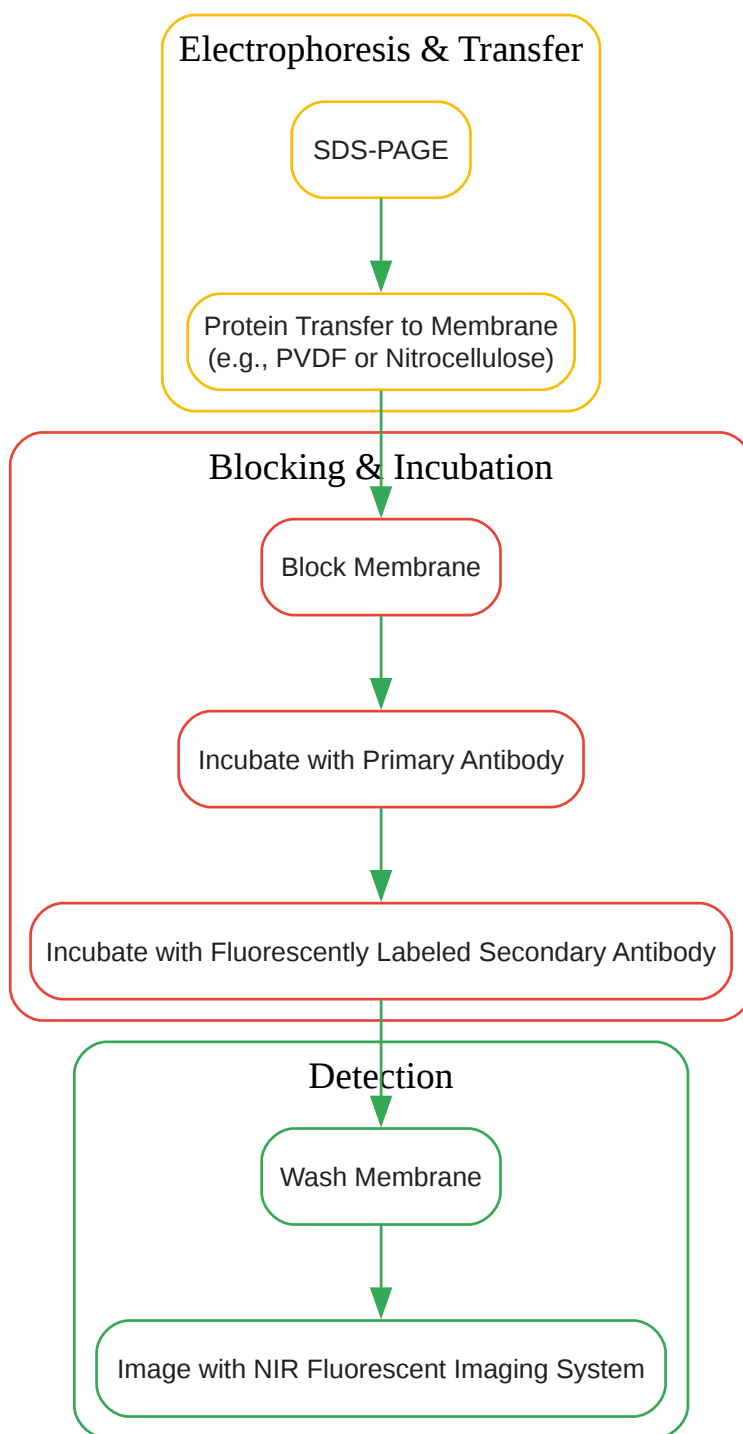 Electrophoresis & Transfer
SDS-PAGE
Protein Transfer to Membrane
(e.g., PVDF or Nitrocellulose)
Blocking & Incubation
Block Membrane
Incubate with Primary Antibody
Incubate with Fluorescently Labeled Secondary Antibody
Detection
Wash Membrane
Image with NIR Fluorescent Imaging System